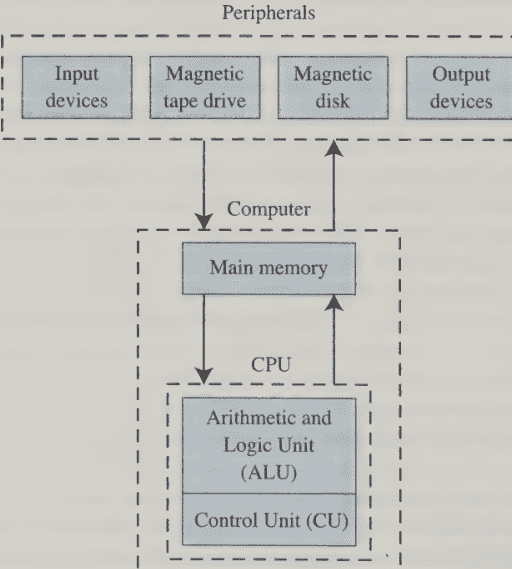 Peripherals
Input
devices
Magnetic
tape drive
Magnetic
disk
Output
devices
Computer
Main memory
CPU
Arithmetic and
Logic Unit
(ALU)
Control Unit (CU)